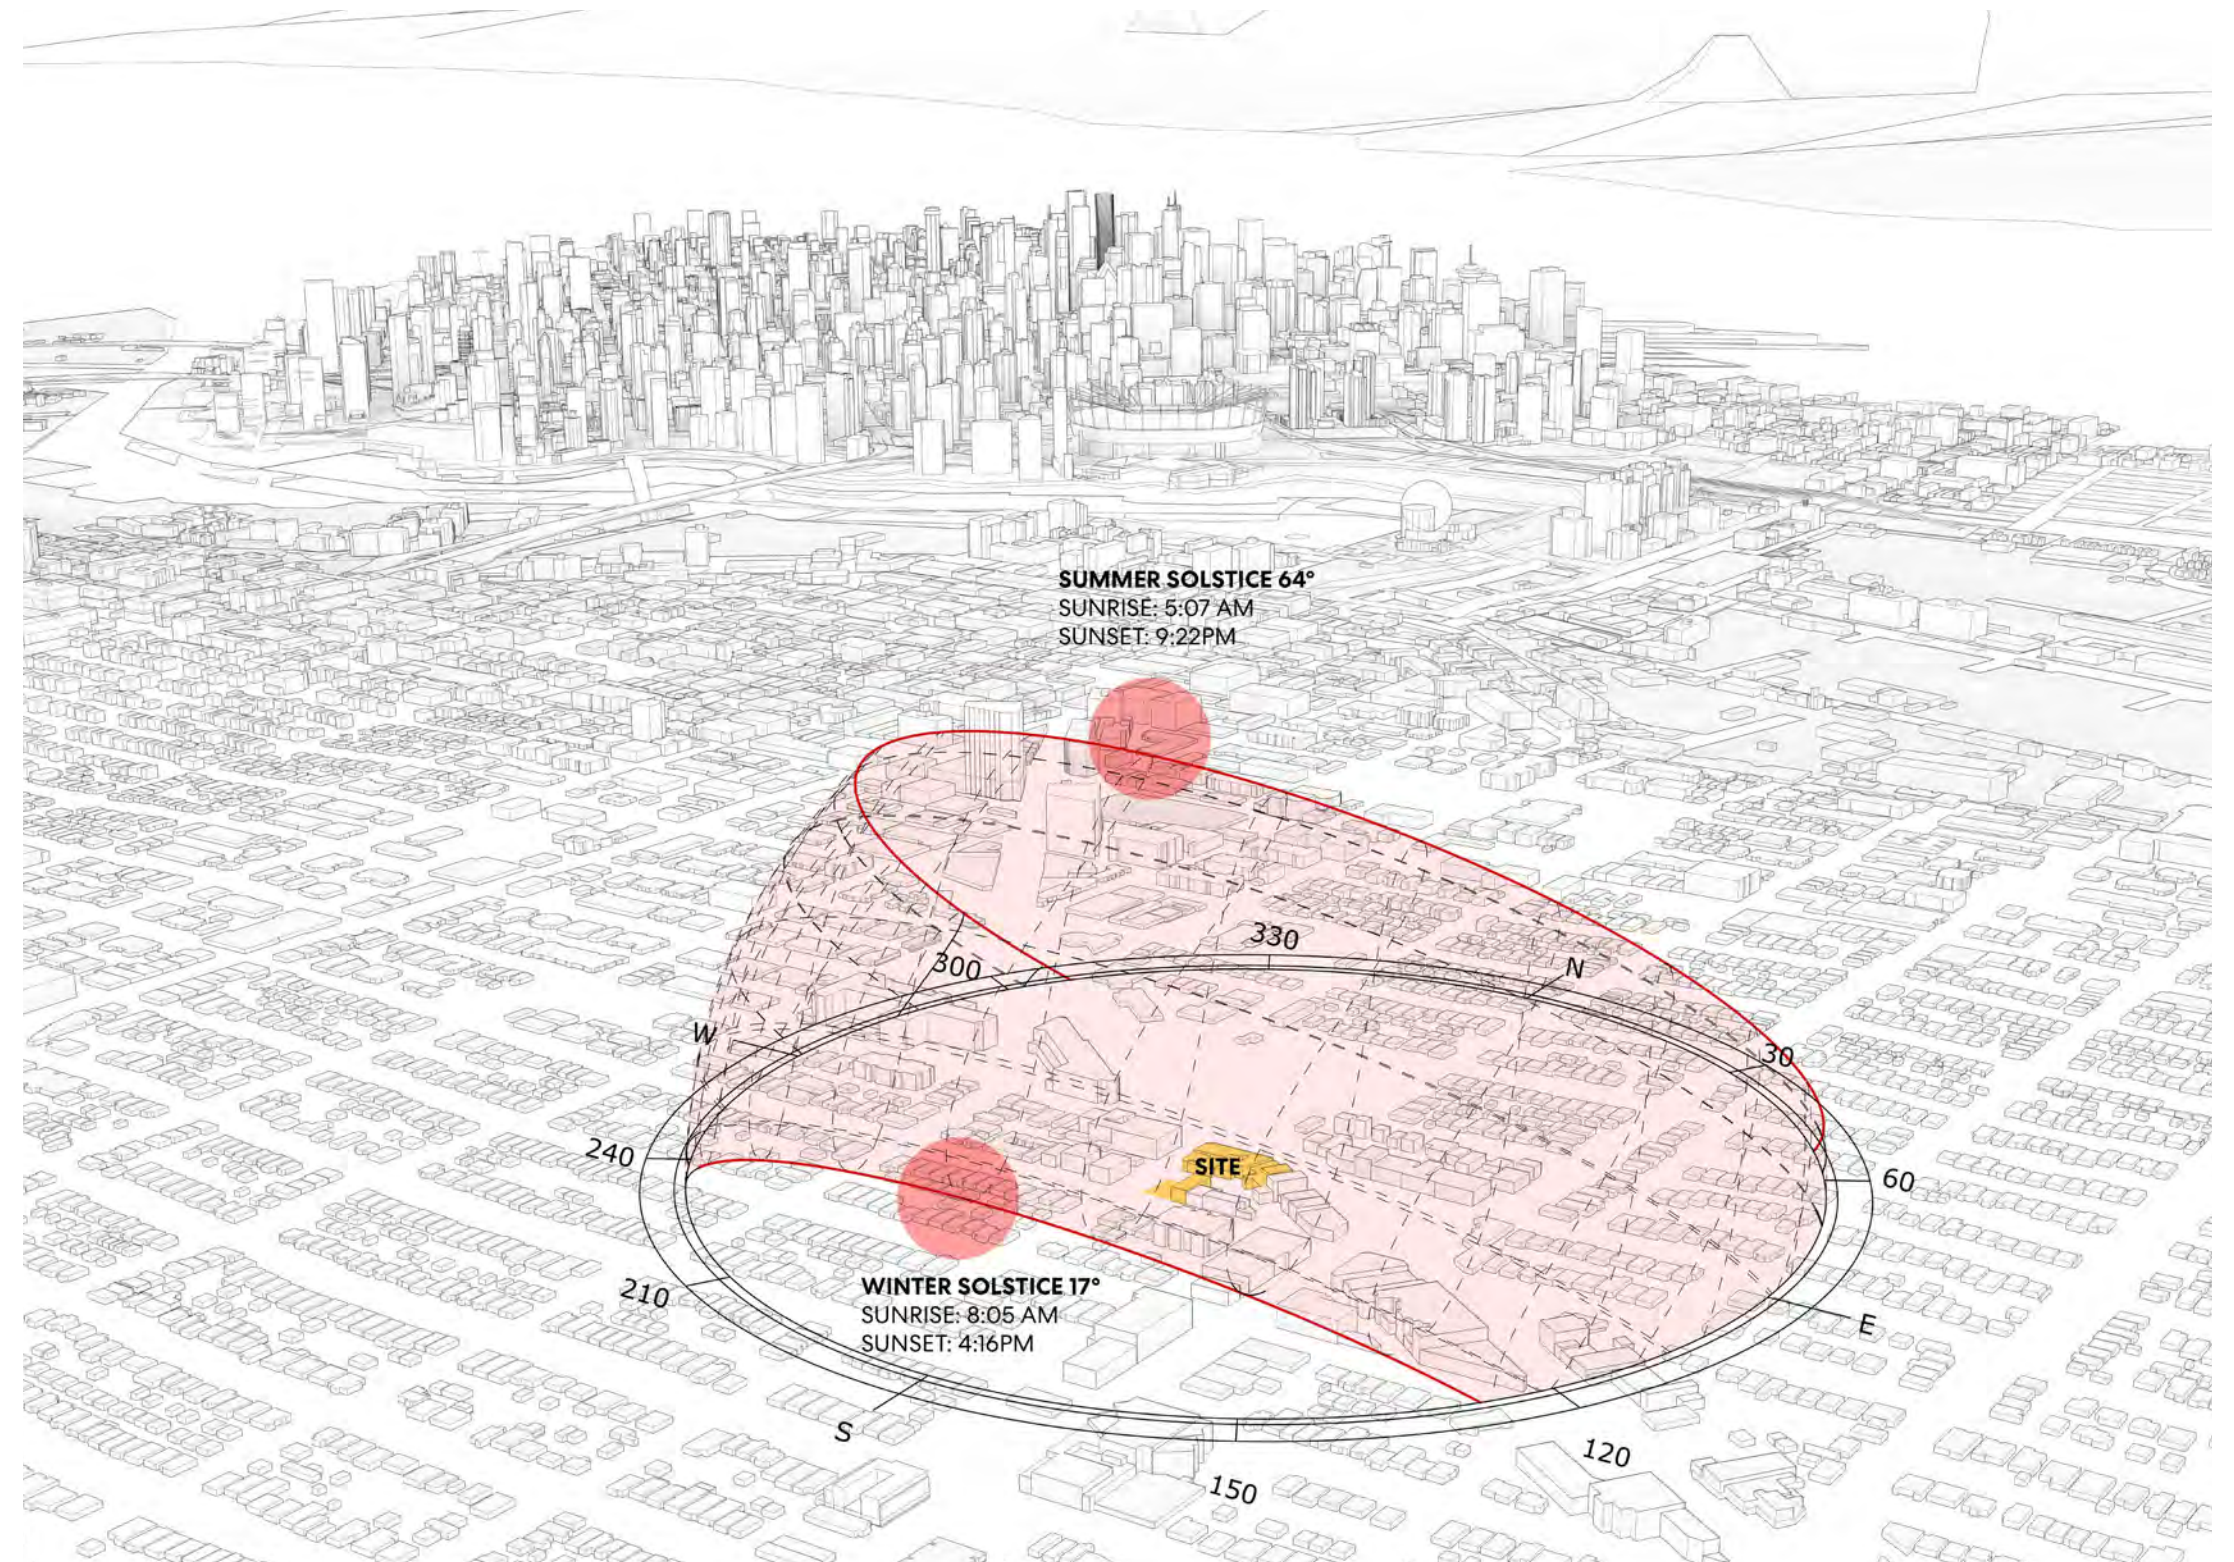 SUMMER SOLSTICE 64°
SUNRISE: 5:07 AM
SUNSET: 9:22PM
330
300
N
W
30
240
SITE
60
210
WINTER SOLSTICE 17°
SUNRISE: 8:05 AM
SUNSET: 4:16PM
E
S
120
150